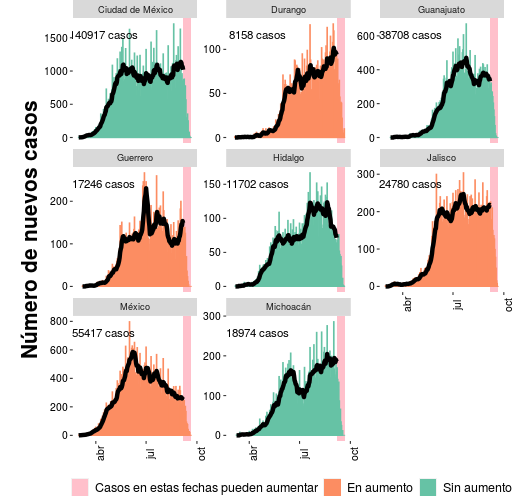 Ciudad de México
Durango
Guanajuato
1500
1000
500
0
140917 casos
100
50
0
8158 casos
600
400
200
0
38708 casos
Guerrero
Hidalgo
Jalisco
200
100
0
17246 casos
150
100
50
0
11702 casos
300
200
100
0
24780 casos
México
Michoacán
800
600
400
200
0
55417 casos
300
200
100
0
18974 casos
abr
jul
oct
abr
jul
oct
abr
jul
oct
Número de nuevos casos
Casos en estas fechas pueden aumentar
En aumento
Sin aumento